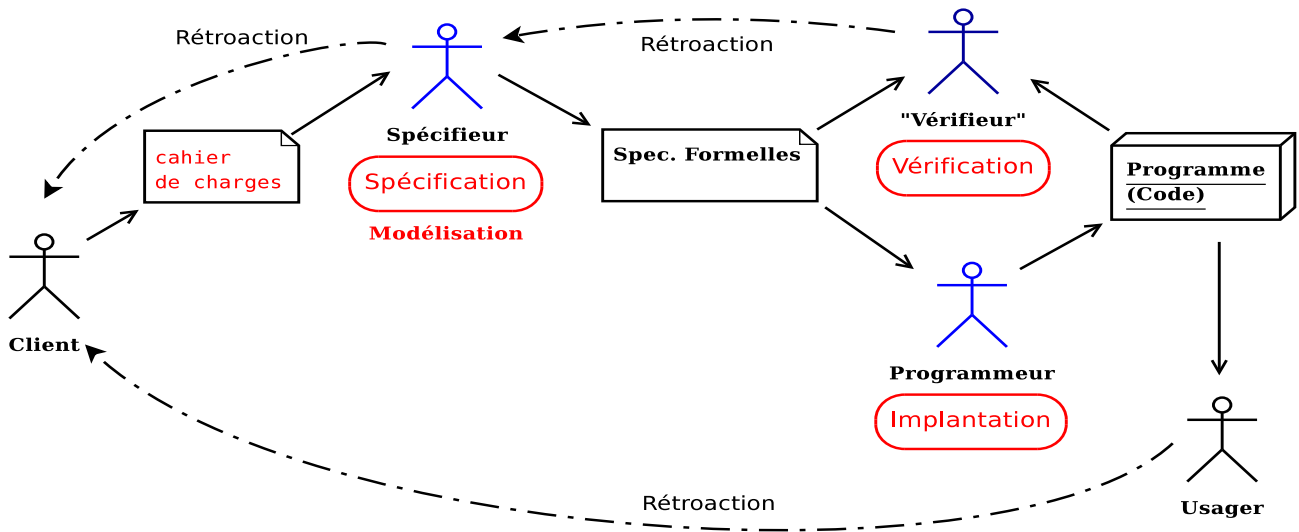 Rétroaction
Rétroaction
Spécifieur
"Vérifieur"
cahier
de charges
Spec. Formelles
Spécification
Vérification
Programme
(Code)
Modélisation
Client
Programmeur
Implantation
Rétroaction
Usager